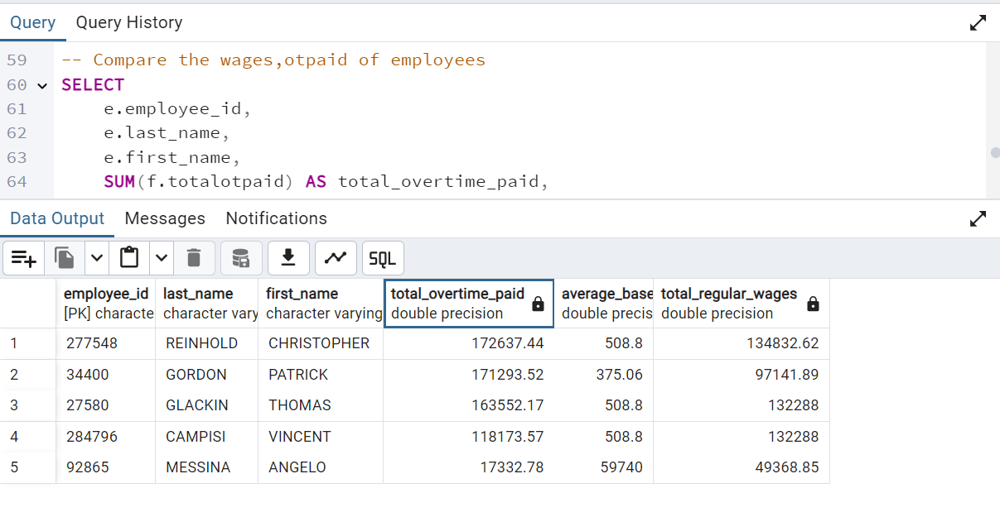 Query Query History
59 -- Compare the wages,otpaid of employees
60 SELECT
61 e.employee_id,
62 e.last_name,
63 e.first_name,
64 SUM(f.totalotpaid) AS total_overtime_paid,
Data Output Messages Notifications
SQL
employee_id last_name first_name total_overtime_paid average_base total_regular_wages
[PK] characte character vary character varying double precision double precis double precision
1 277548 REINHOLD CHRISTOPHER 172637.44 508.8 134832.62
2 34400 GORDON PATRICK 171293.52 375.06 97141.89
3 27580 GLACKIN THOMAS 163552.17 508.8 132288
4 284796 CAMPISI VINCENT 118173.57 508.8 132288
5 92865 MESSINA ANGELO 17332.78 59740 49368.85